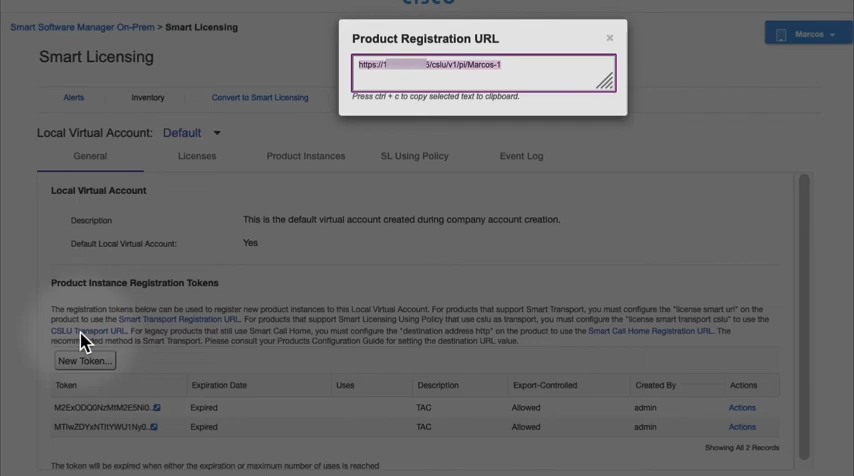 CISCO
Smart Software Manager On-Prem > Smart Licensing
Product Registration URL
×
Marcos
Smart Licensing
https://1 6/cslu/v1/pi/Marcos-1
Press ctrl + c to copy selected text to clipboard.
Alerts Inventory Convert to Smart Licensing
Local Virtual Account: Default
General Licenses Product Instances SL Using Policy Event Log
Local Virtual Account
Description This is the default virtual account created during company account creation.
Default Local Virtual Account: Yes
Product Instance Registration Tokens
The registration tokens below can be used to register new product instances to this Local Virtual Account. For products that support Smart Transport, you must configure the "license smart url" on the
product to use the Smart Transport Registration URL. For products that support Smart Licensing Using Policy that use cslu as transport, you must configure the "license smart transport cslu" to use the
CSLU Transport URL. For legacy products that still use Smart Call Home, you must configure the "destination address http" on the product to use the Smart Call Home Registration URL. The
recommended method is Smart Transport. Please consult your Products Configuration Guide for setting the destination URL value.
New Token...
Token Expiration Date Uses Description Export-Controlled Created By Actions
M2ExODQ0NzMtM2E5Ni0.. Expired TAC Allowed admin Actions
MTIwZDYxNTItYWU1Ny0.. Expired TAC Allowed admin Actions
Showing All 2 Records
The token will be expired when either the expiration or maximum number of uses is reached